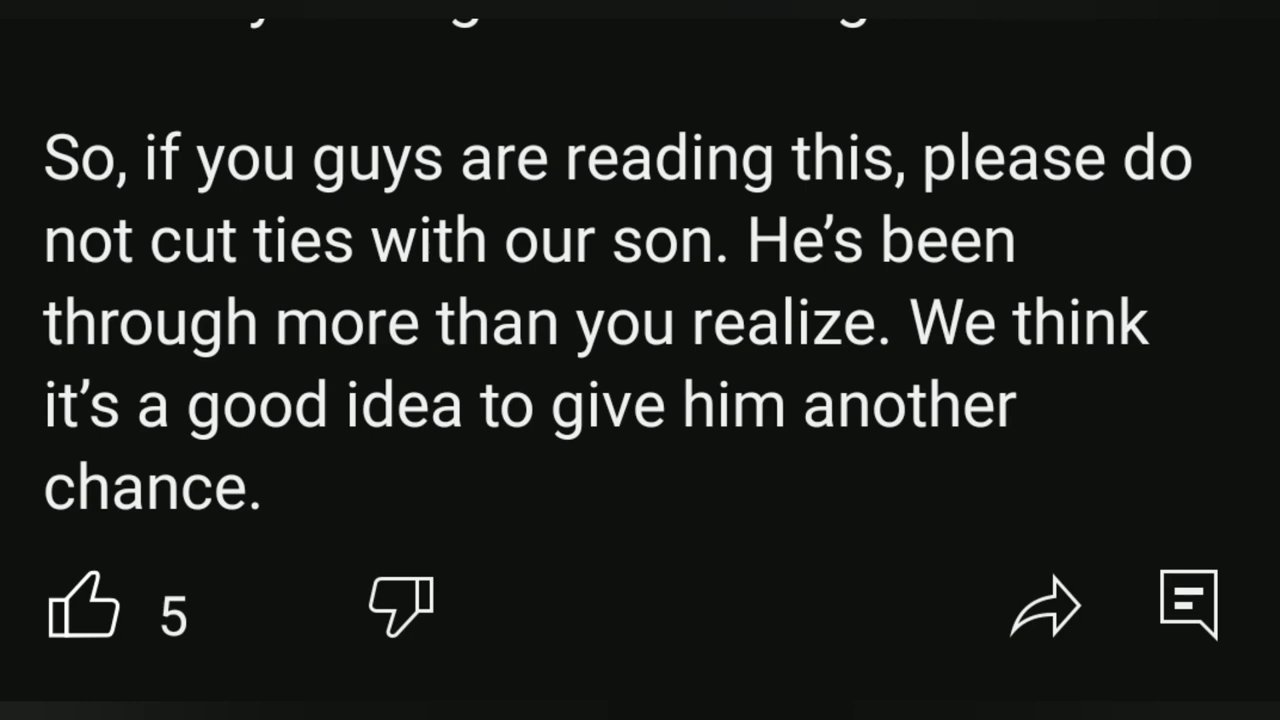 So, if you guys are reading this, please do
not cut ties with our son. He’s been
through more than you realize. We think
it’s a good idea to give him another
chance.
5